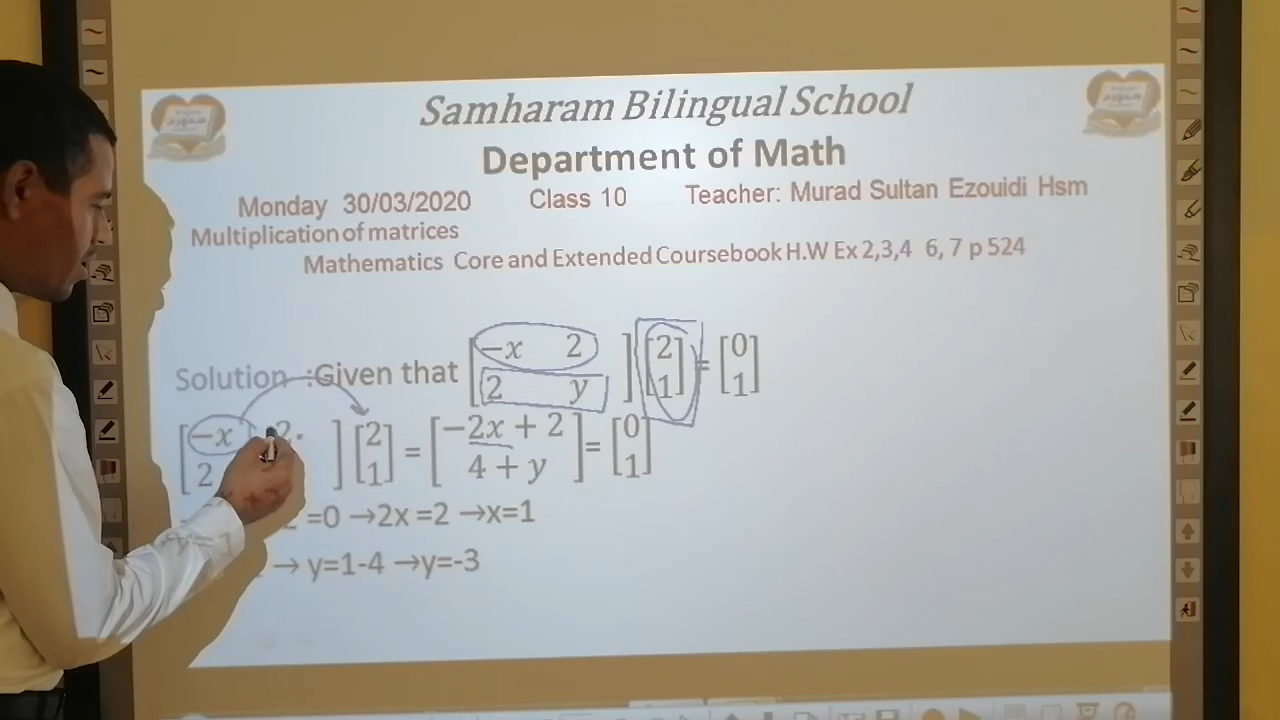 Samharam Bilingual School
Department of Math
Monday 30/03/2020 Class 10 Teacher: Murad Sultan Ezouidi Hsm
Multiplication of matrices
Mathematics Core and Extended Coursebook H.W Ex 2,3,4 6, 7 p 524
Solution :Given that [−x 2 / 2 y] [2 / 1] = [0 / 1]
[−x 2 / 2 ] [2 / 1] = [−2x + 2 / 4 + y] = [0 / 1]
=0 →2x =2 →x=1
→ y=1-4 →y=-3